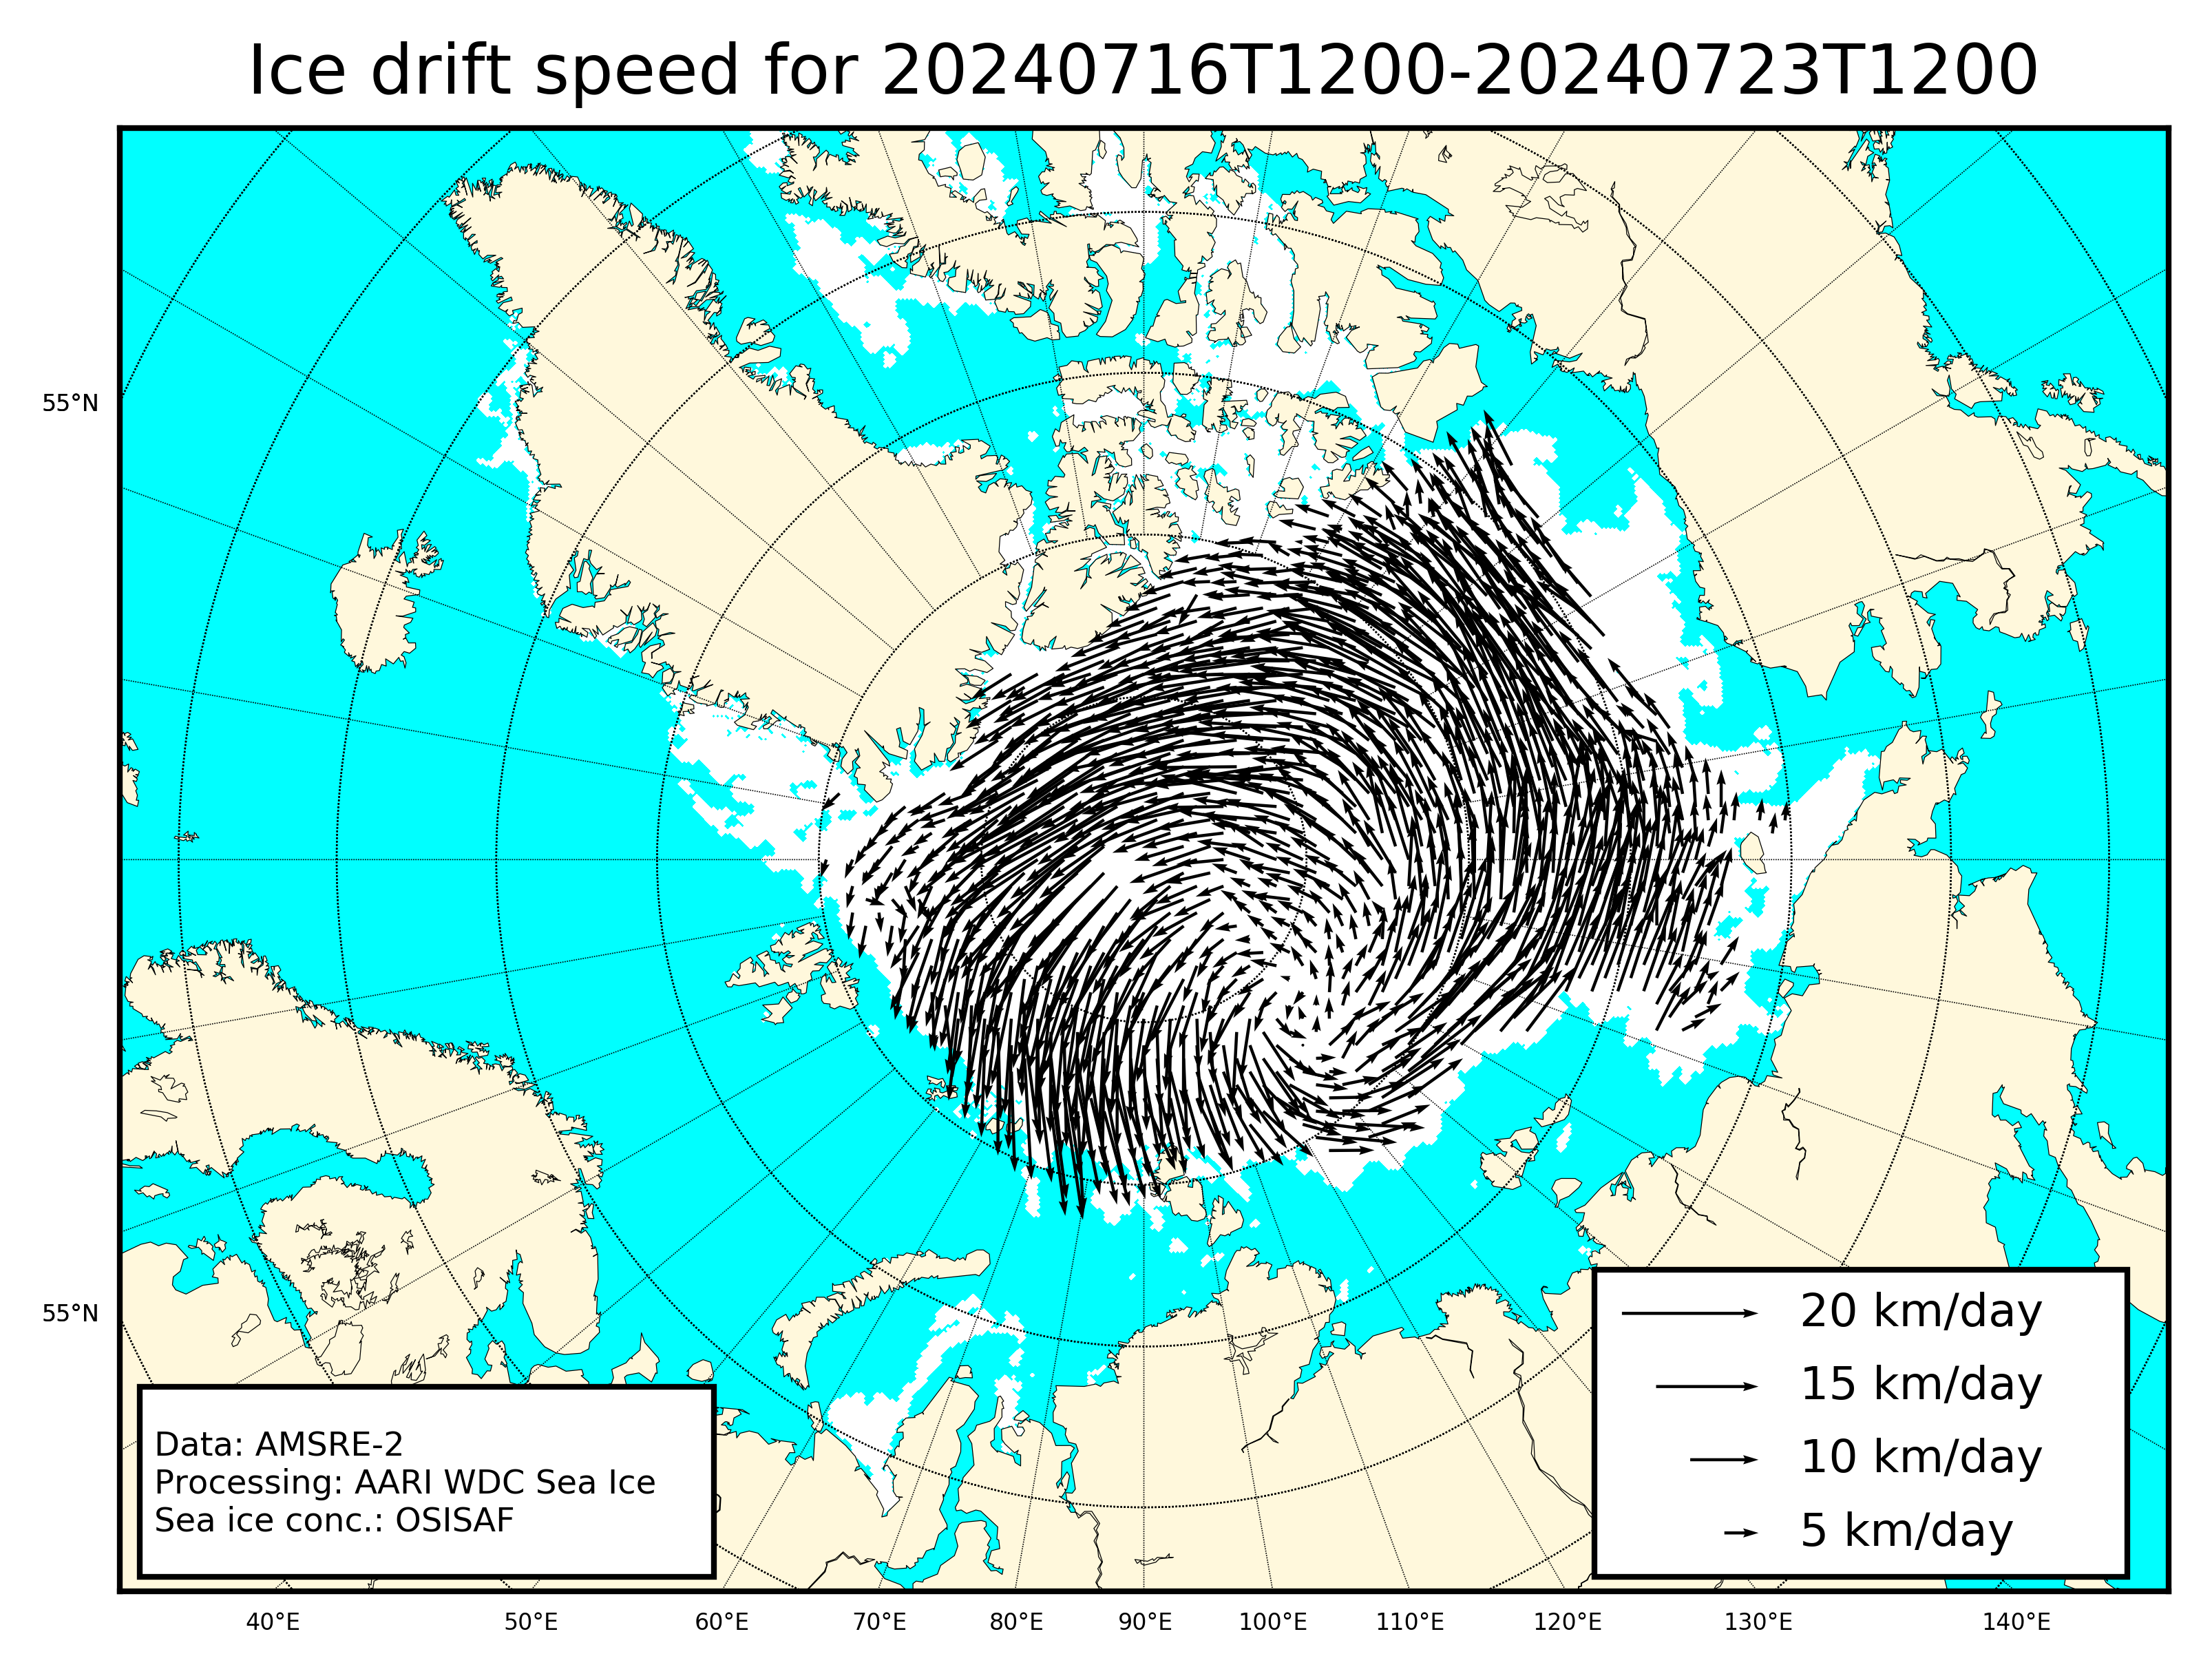 Ice drift speed for 20240716T1200-20240723T1200
55°N
55°N
20 km/day
15 km/day
10 km/day
5 km/day
Data: AMSRE-2
Processing: AARI WDC Sea Ice
Sea ice conc.: OSISAF
40°E 50°E 60°E 70°E 80°E 90°E 100°E 110°E 120°E 130°E 140°E